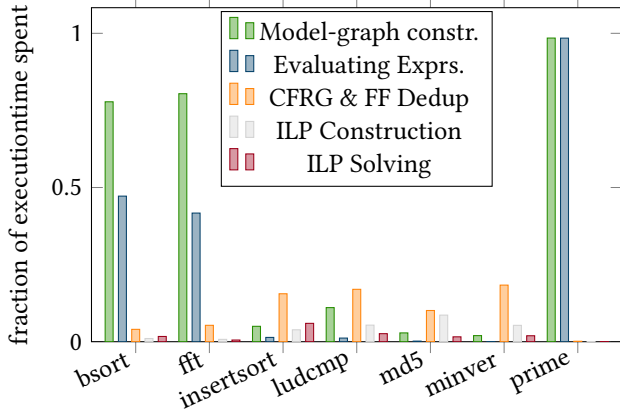 fraction of executiontime spent
1
0.5
0
Model-graph constr.
Evaluating Exprs.
CFRG & FF Dedup
ILP Construction
ILP Solving
bsort
fft
insertsort
ludcmp
md5
minver
prime